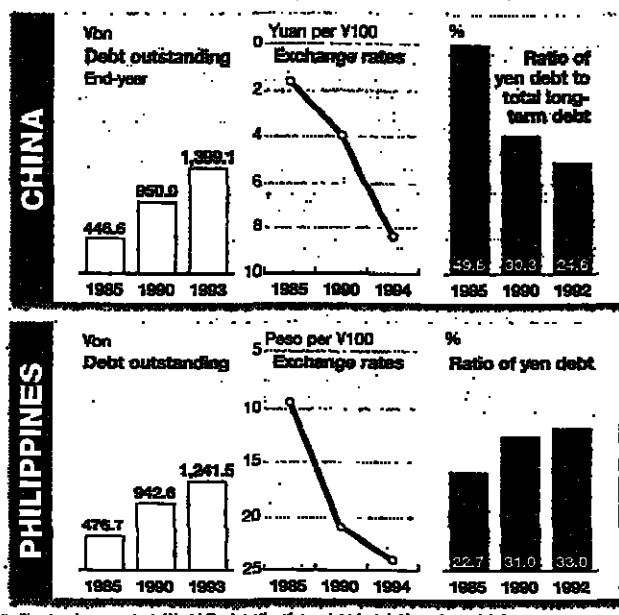 CHINA
¥bn
Debt outstanding
End-year
446.6
950.0
1,399.1
1985 1990 1993
Yuan per ¥100
Exchange rates
0
2
4
6
8
10
1985 1990 1994
%
Ratio of
yen debt to
total long-
term debt
30.3 24.6
1985 1990 1992
PHILIPPINES
¥bn
Debt outstanding
476.7
942.6
1,241.5
1985 1990 1993
Peso per ¥100
Exchange rates
5
10
15
20
25
1985 1990 1994
%
Ratio of yen debt
22.7 31.0 33.0
1985 1990 1992